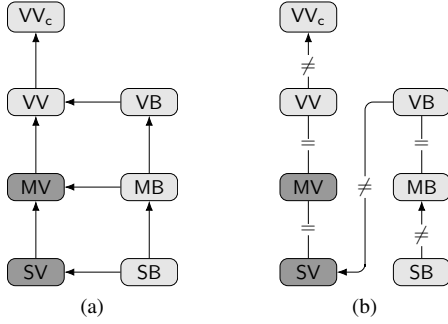 VVc
VV
VB
MV
MB
SV
SB
(a)
VVc
≠
VV
VB
=
≠
=
MV
MB
=
≠
SV
SB
(b)